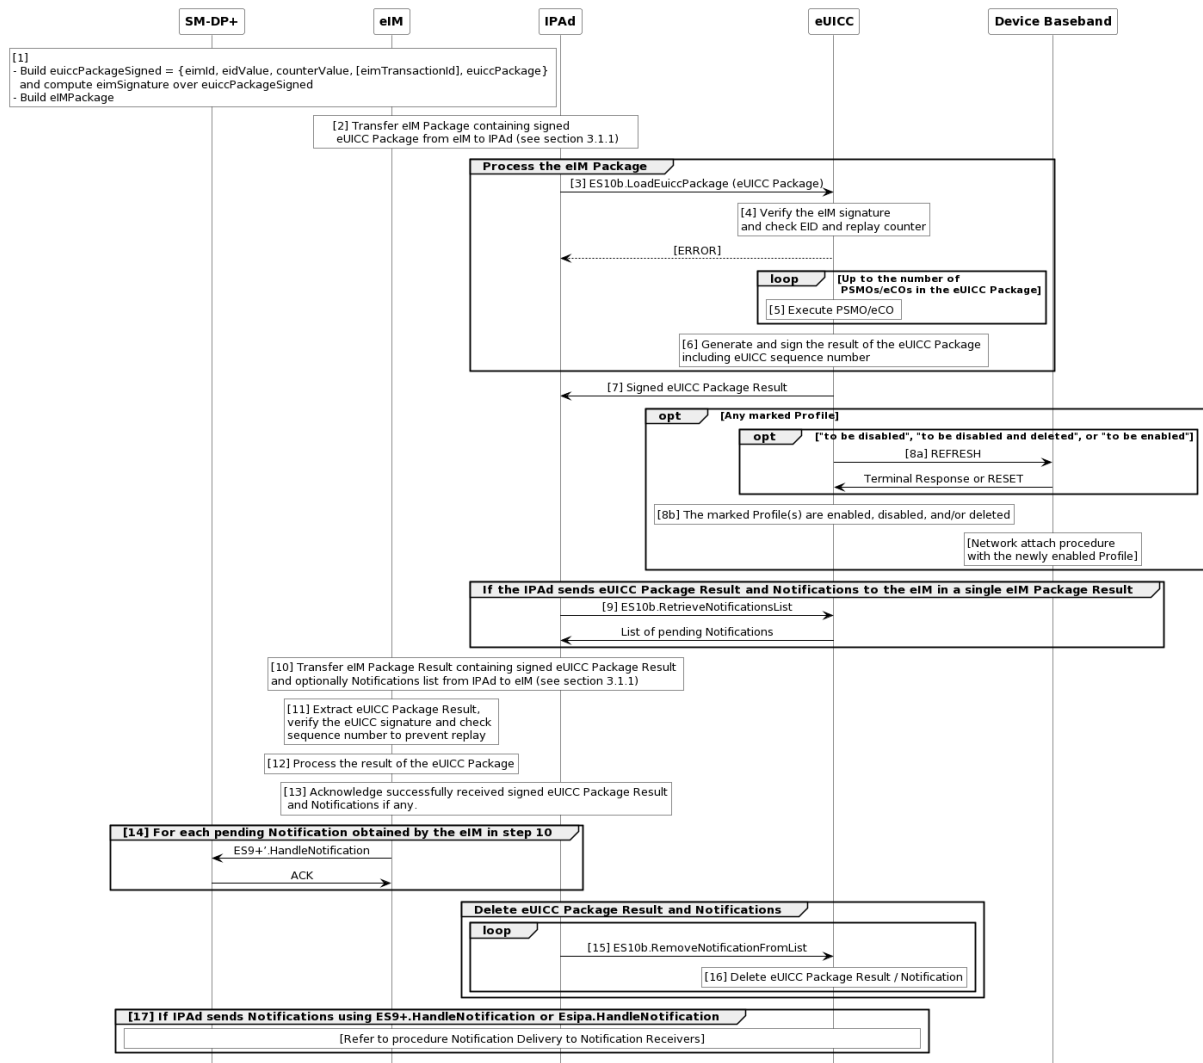 SM-DP+
eIM
IPAd
eUICC
Device Baseband
[1]
- Build euiccPackageSigned = {eimId, eidValue, counterValue, [eimTransactionId], euiccPackage}
and compute eimSignature over euiccPackageSigned
- Build eIMPackage
[2] Transfer eIM Package containing signed
eUICC Package from eIM to IPAd (see section 3.1.1)
Process the eIM Package
[3] ES10b.LoadEuiccPackage (eUICC Package)
[4] Verify the eIM signature
and check EID and replay counter
[ERROR]
loop
[Up to the number of
PSMOs/eCOs in the eUICC Package]
[5] Execute PSMO/eCO
[6] Generate and sign the result of the eUICC Package
including eUICC sequence number
[7] Signed eUICC Package Result
opt
[Any marked Profile]
opt
["to be disabled", "to be disabled and deleted", or "to be enabled"]
[8a] REFRESH
Terminal Response or RESET
[8b] The marked Profile(s) are enabled, disabled, and/or deleted
[Network attach procedure
with the newly enabled Profile]
If the IPAd sends eUICC Package Result and Notifications to the eIM in a single eIM Package Result
[9] ES10b.RetrieveNotificationsList
List of pending Notifications
[10] Transfer eIM Package Result containing signed eUICC Package Result
and optionally Notifications list from IPAd to eIM (see section 3.1.1)
[11] Extract eUICC Package Result,
verify the eUICC signature and check
sequence number to prevent replay
[12] Process the result of the eUICC Package
[13] Acknowledge successfully received signed eUICC Package Result
and Notifications if any.
[14] For each pending Notification obtained by the eIM in step 10
ES9+’.HandleNotification
ACK
Delete eUICC Package Result and Notifications
loop
[15] ES10b.RemoveNotificationFromList
[16] Delete eUICC Package Result / Notification
[17] If IPAd sends Notifications using ES9+.HandleNotification or Esipa.HandleNotification
[Refer to procedure Notification Delivery to Notification Receivers]